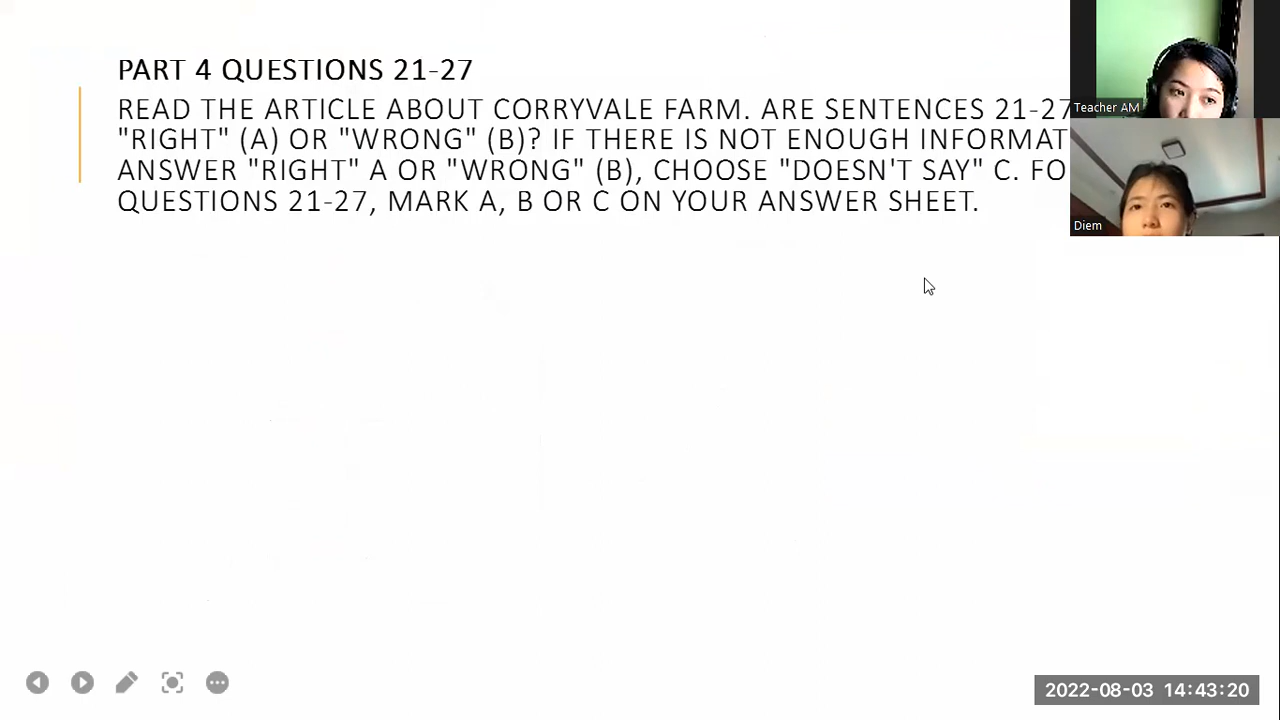 PART 4 QUESTIONS 21-27
READ THE ARTICLE ABOUT CORRYVALE FARM. ARE SENTENCES 21-27
"RIGHT" (A) OR "WRONG" (B)? IF THERE IS NOT ENOUGH INFORMAT
ANSWER "RIGHT" A OR "WRONG" (B), CHOOSE "DOESN'T SAY" C. FO
QUESTIONS 21-27, MARK A, B OR C ON YOUR ANSWER SHEET.
Teacher AM
Diem
2022-08-03 14:43:20